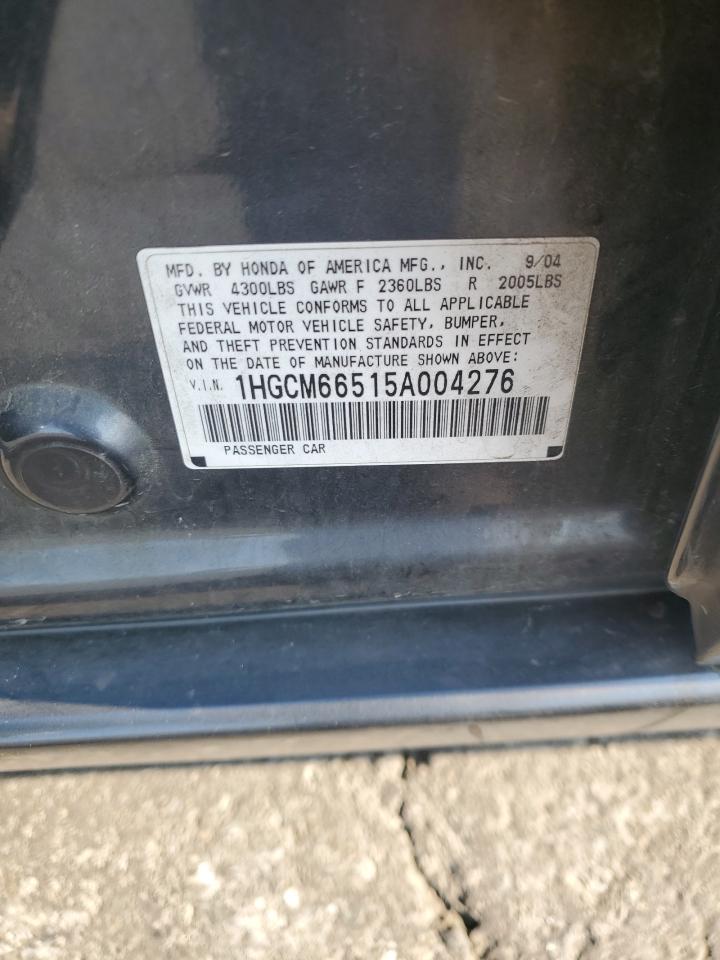 MFD. BY HONDA OF AMERICA MFG., INC. 9/04
GVWR 4300LBS GAWR F 2360LBS R 2005LBS
THIS VEHICLE CONFORMS TO ALL APPLICABLE
FEDERAL MOTOR VEHICLE SAFETY, BUMPER,
AND THEFT PREVENTION STANDARDS IN EFFECT
ON THE DATE OF MANUFACTURE SHOWN ABOVE:
V.I.N. 1HGCM66515A004276
PASSENGER CAR